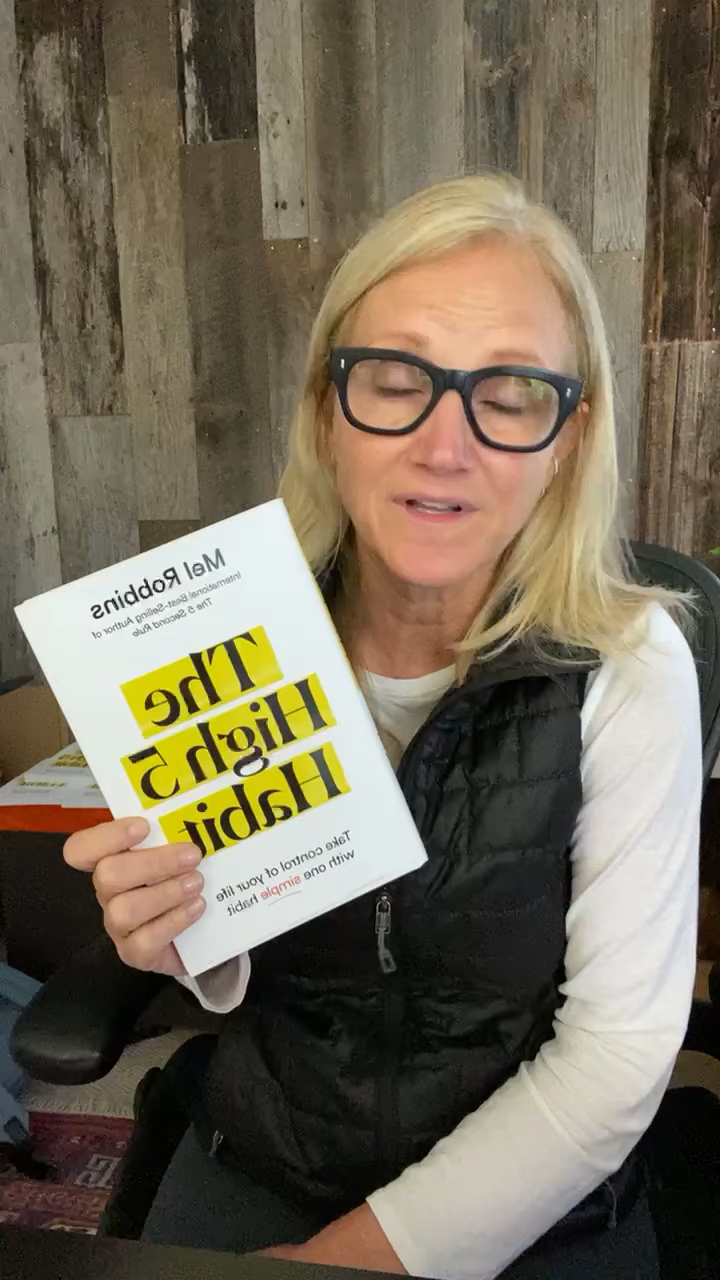 Mel Robbins
International Best-Selling Author of
The 5 Second Rule
The
High 5
Habit
Take control of your life
with one simple habit